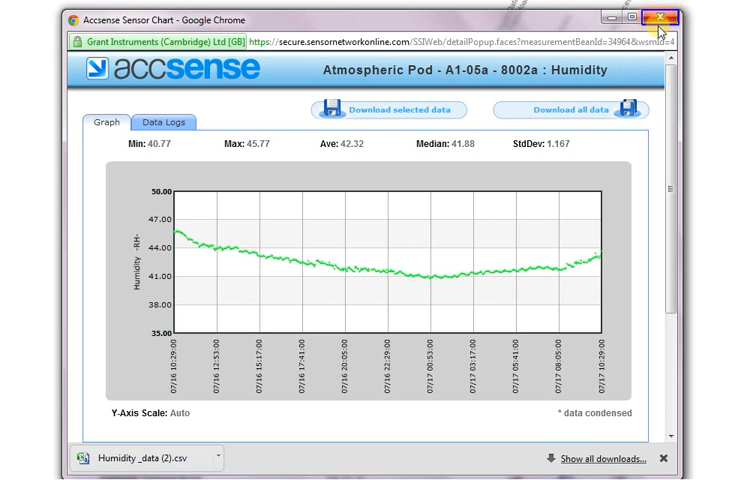 Accsense Sensor Chart - Google Chrome
Grant Instruments (Cambridge) Ltd [GB] https://secure.sensornetworkonline.com/SSIWeb/detailPopup.faces?measurementBeanId=34964&wsmId=4
accsense Atmospheric Pod - A1-05a - 8002a : Humidity
Download selected data Download all data
Graph Data Logs
Min: 40.77 Max: 45.77 Ave: 42.32 Median: 41.88 StdDev: 1.167
50.00
47.00
44.00
41.00
38.00
35.00
Humidity -RH-
07/16 10:29:00
07/16 12:53:00
07/16 15:17:00
07/16 17:41:00
07/16 20:05:00
07/16 22:29:00
07/17 00:53:00
07/17 03:17:00
07/17 05:41:00
07/17 08:05:00
07/17 10:29:00
Y-Axis Scale: Auto * data condensed
Humidity _data (2).csv Show all downloads...